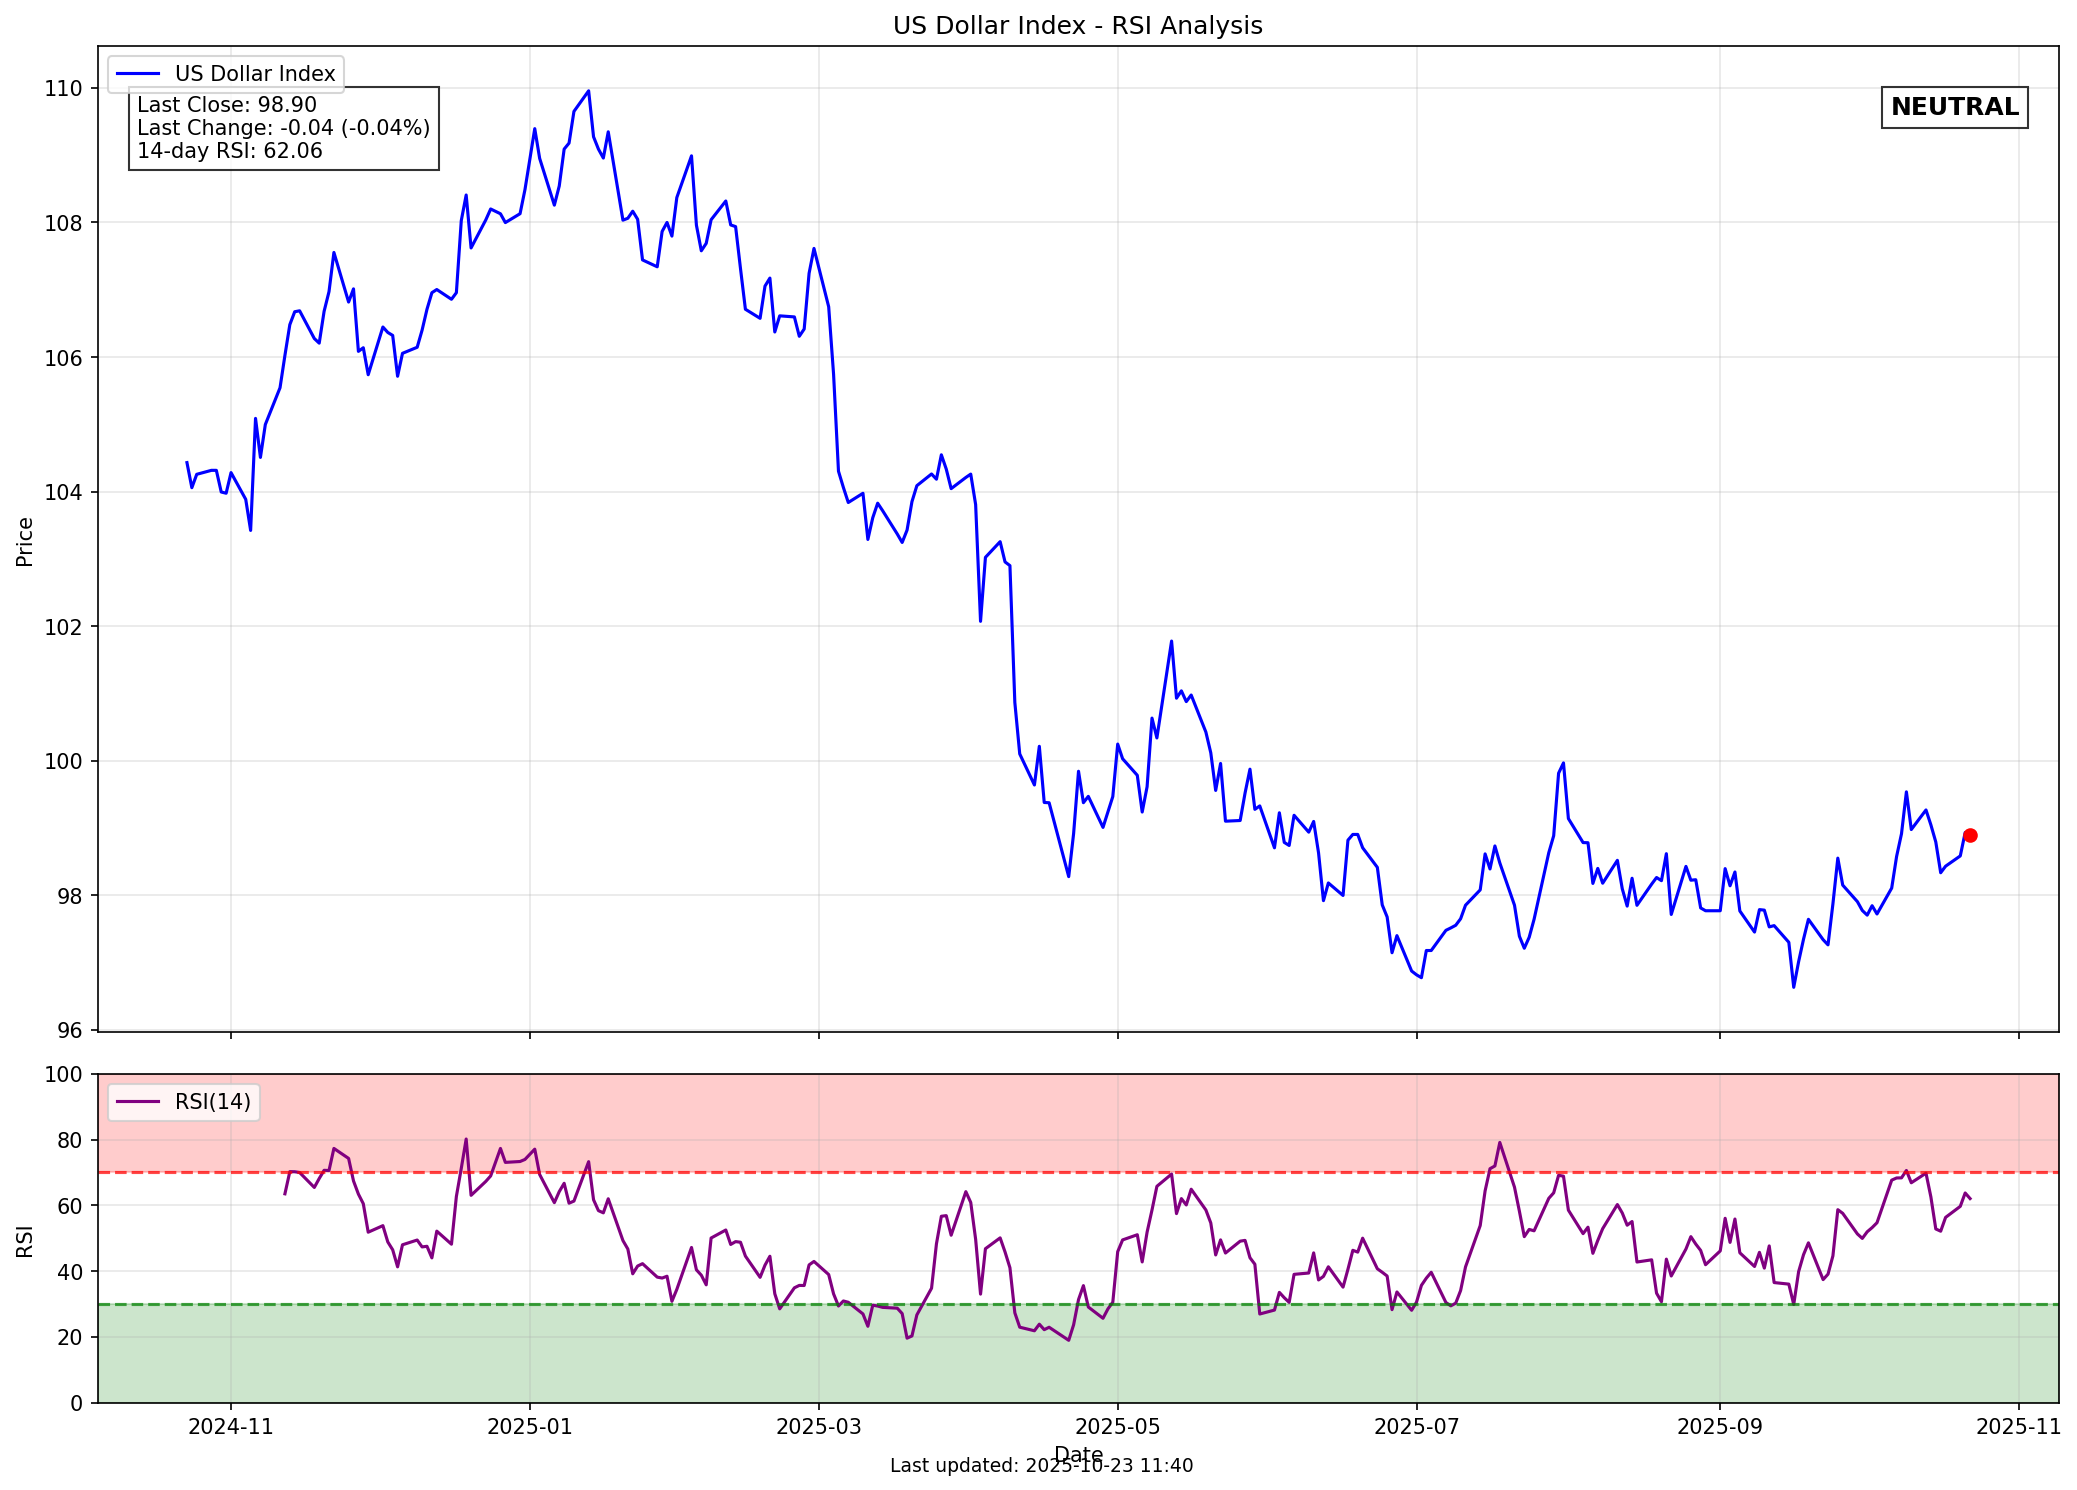 US Dollar Index - RSI Analysis
US Dollar Index
Last Close: 98.90
Last Change: -0.04 (-0.04%)
14-day RSI: 62.06
NEUTRAL
110
108
106
104
102
100
98
96
Price
RSI(14)
100
80
60
40
20
0
RSI
2024-11
2025-01
2025-03
2025-05
2025-07
2025-09
2025-11
Date
Last updated: 2025-10-23 11:40